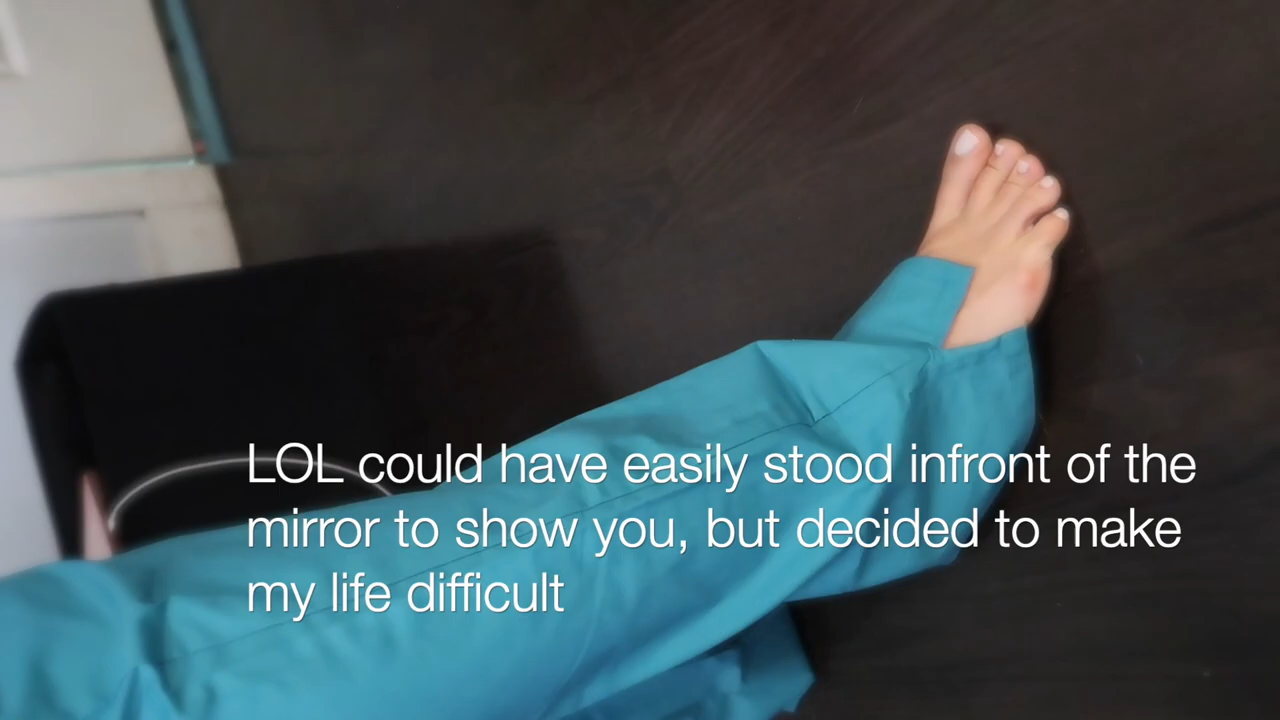 LOL could have easily stood infront of the
mirror to show you, but decided to make
my life difficult